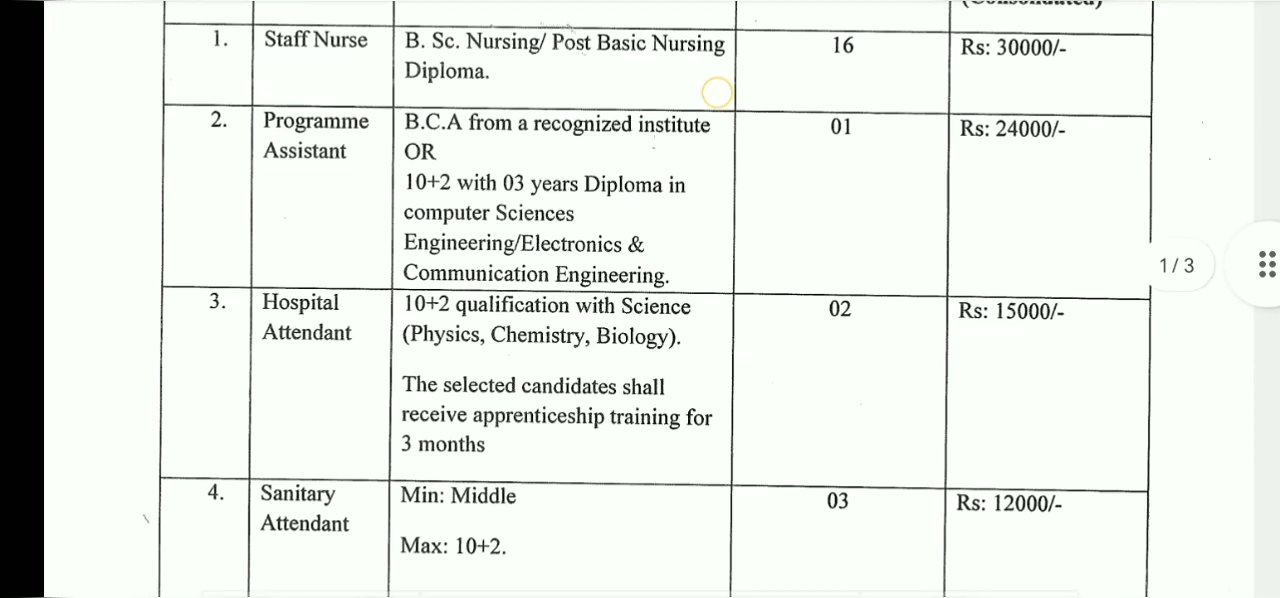 (Consolidated)
1. Staff Nurse B. Sc. Nursing/ Post Basic Nursing 16 Rs: 30000/-
Diploma.
2. Programme B.C.A from a recognized institute 01 Rs: 24000/-
Assistant OR
10+2 with 03 years Diploma in
computer Sciences
Engineering/Electronics &
Communication Engineering.
1/3
3. Hospital 10+2 qualification with Science 02 Rs: 15000/-
Attendant (Physics, Chemistry, Biology).
The selected candidates shall
receive apprenticeship training for
3 months
4. Sanitary Min: Middle 03 Rs: 12000/-
Attendant
Max: 10+2.